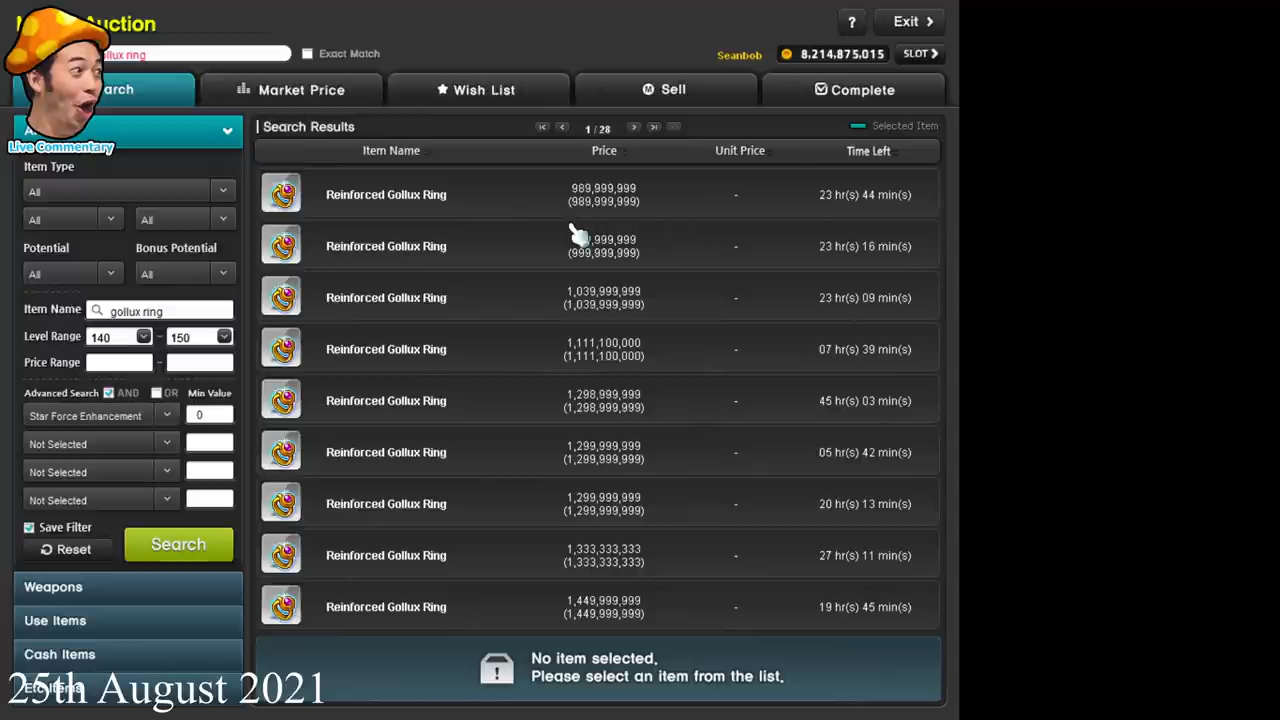 Auction
? Exit >
ollux ring Exact Match Seanbob 8,214,875,015 SLOT >
arch Market Price Wish List Sell Complete
Live Commentary
Search Results 1 / 28 Selected Item
Item Type
Item Name Price Unit Price Time Left
All
All All
Potential Bonus Potential
All All
Item Name gollux ring
Level Range 140 - 150
Price Range -
Advanced Search AND OR Min Value
Star Force Enhancement 0
Not Selected
Not Selected
Not Selected
Save Filter
Reset Search
Weapons
Use Items
Cash Items
Reinforced Gollux Ring 989,999,999 - 23 hr(s) 44 min(s)
(989,999,999)
Reinforced Gollux Ring ,999,999 - 23 hr(s) 16 min(s)
(999,999,999)
Reinforced Gollux Ring 1,039,999,999 - 23 hr(s) 09 min(s)
(1,039,999,999)
Reinforced Gollux Ring 1,111,100,000 - 07 hr(s) 39 min(s)
(1,111,100,000)
Reinforced Gollux Ring 1,298,999,999 - 45 hr(s) 03 min(s)
(1,298,999,999)
Reinforced Gollux Ring 1,299,999,999 - 05 hr(s) 42 min(s)
(1,299,999,999)
Reinforced Gollux Ring 1,299,999,999 - 20 hr(s) 13 min(s)
(1,299,999,999)
Reinforced Gollux Ring 1,333,333,333 - 27 hr(s) 11 min(s)
(1,333,333,333)
Reinforced Gollux Ring 1,449,999,999 - 19 hr(s) 45 min(s)
(1,449,999,999)
No item selected.
Please select an item from the list.
25th August 2021